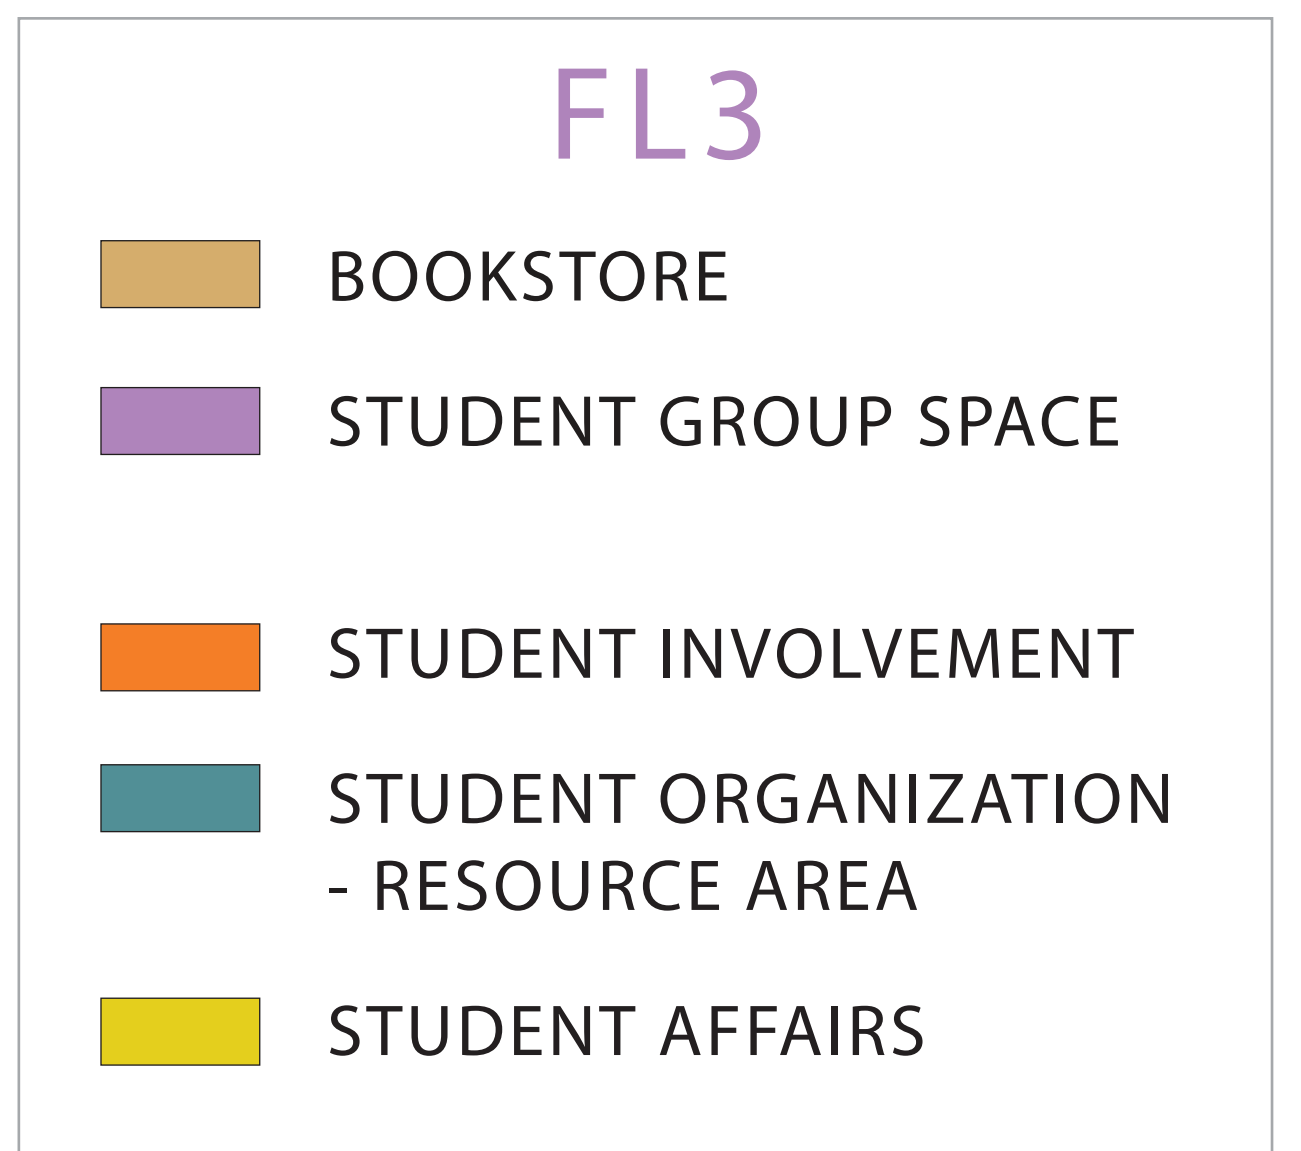 FL3
BOOKSTORE
STUDENT GROUP SPACE
STUDENT INVOLVEMENT
STUDENT ORGANIZATION
- RESOURCE AREA
STUDENT AFFAIRS